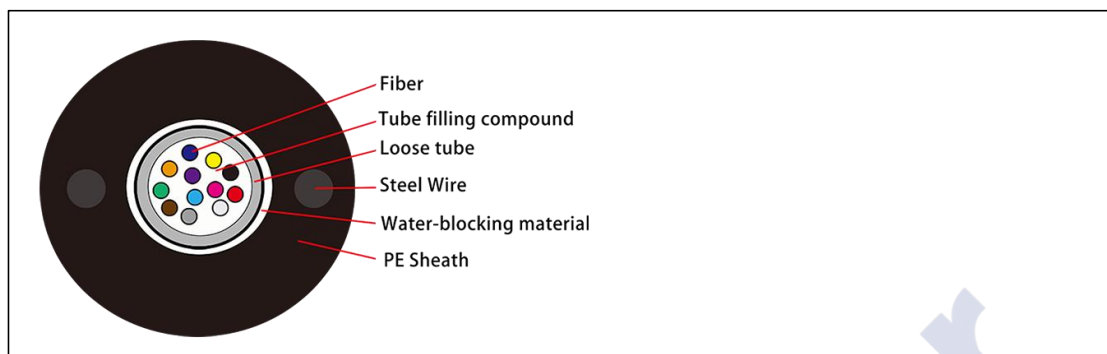 Fiber
Tube filling compound
Loose tube
Steel Wire
Water-blocking material
PE Sheath